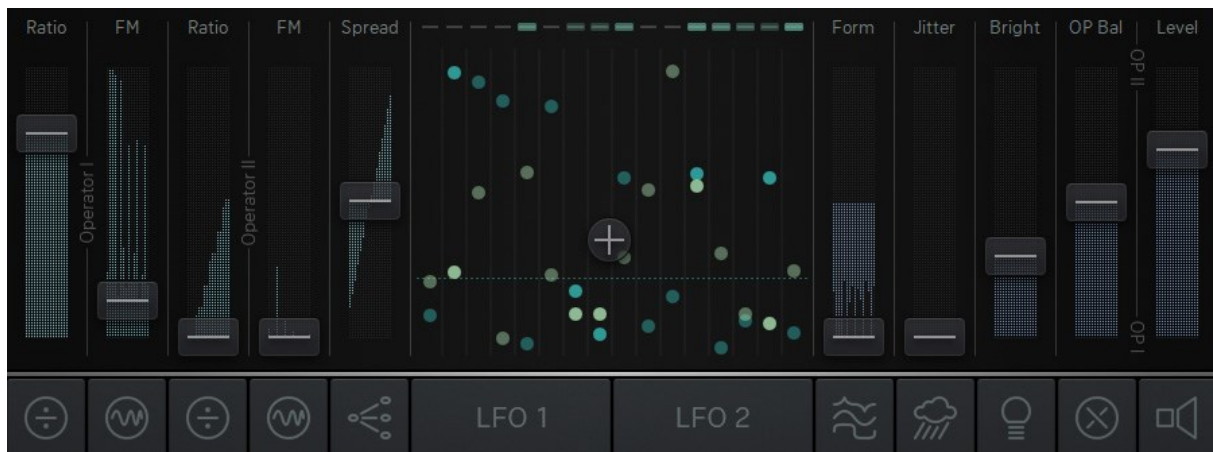 Ratio FM Ratio FM Spread Form Jitter Bright OP Bal Level
Operator I
Operator II
OP II
OP I
LFO 1 LFO 2